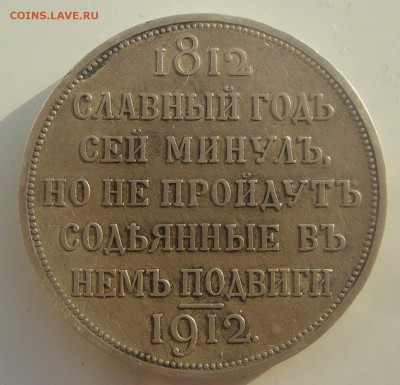 COINS.LAVE.RU
1812
СЛАВНЫЙ ГОДЪ
СЕЙ МИНУЛЪ,
НО НЕ ПРОЙДУТЪ
СОДѢЯННЫЕ ВЪ
НЕМЪ ПОДВИГИ
1912.